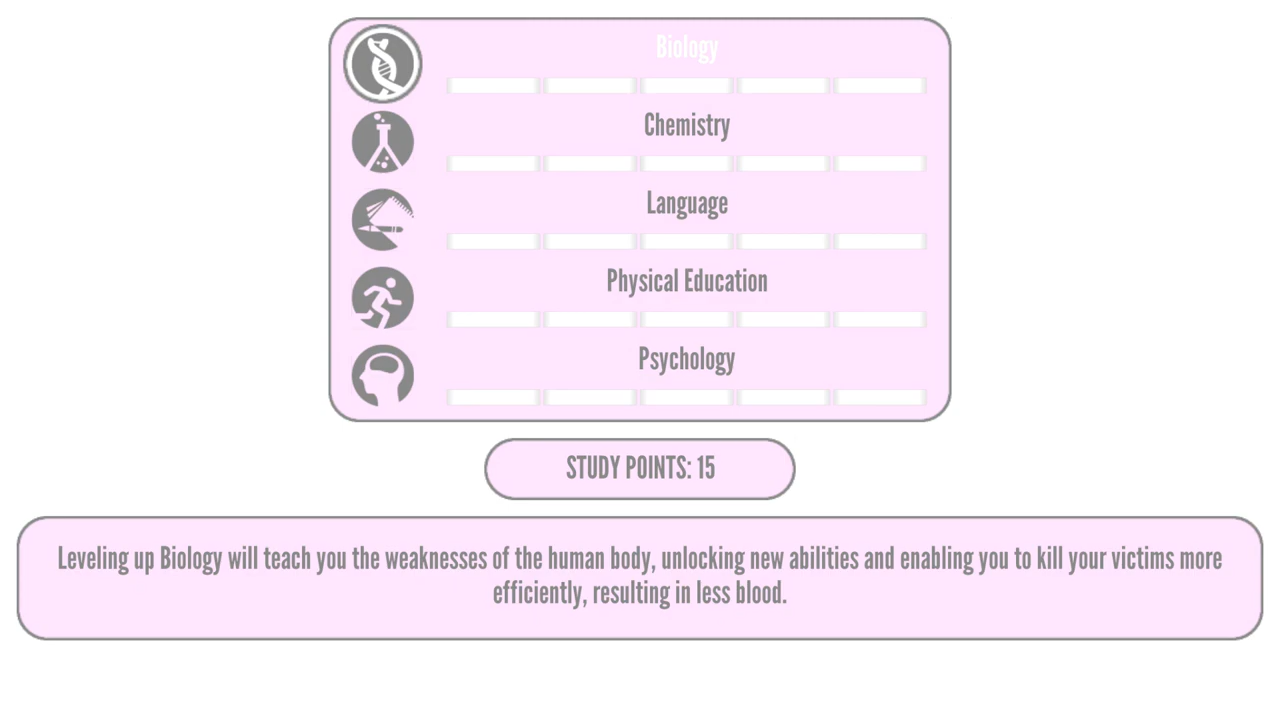 Biology
Chemistry
Language
Physical Education
Psychology
STUDY POINTS: 15
Leveling up Biology will teach you the weaknesses of the human body, unlocking new abilities and enabling you to kill your victims more
efficiently, resulting in less blood.